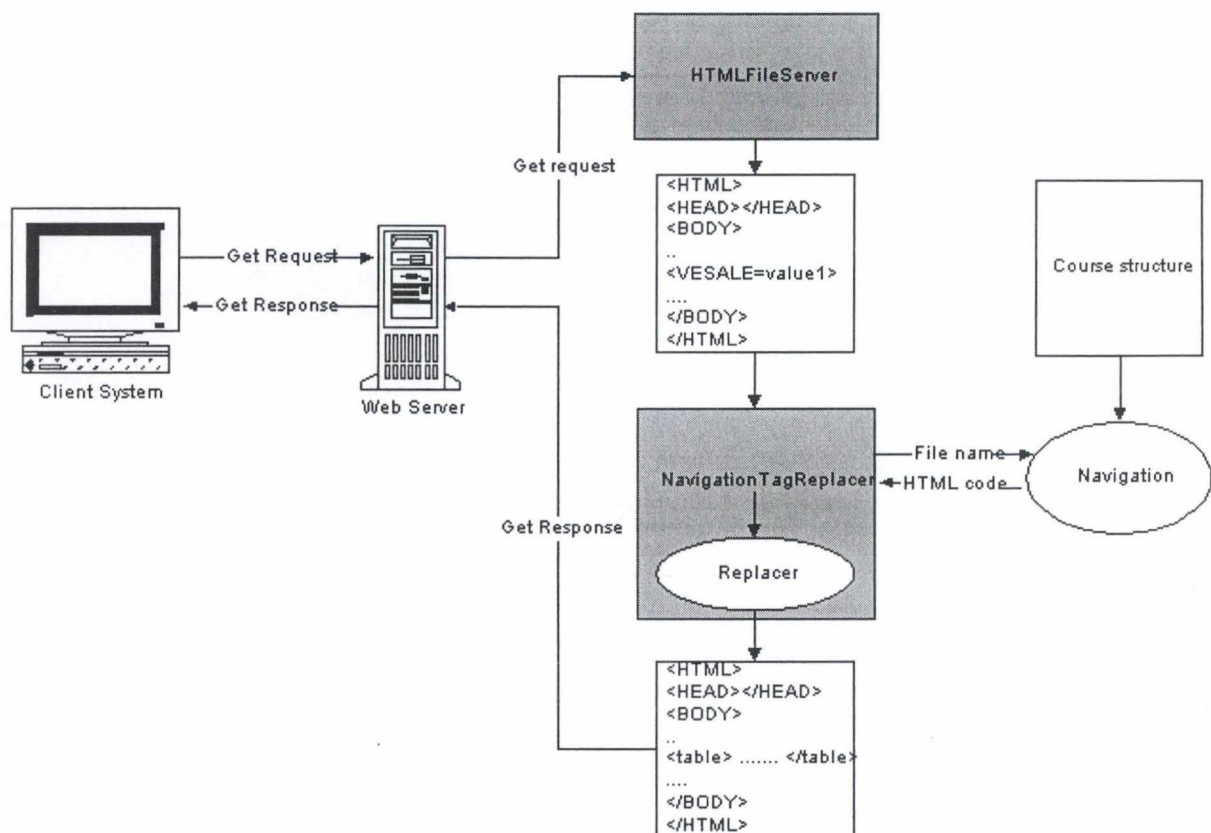 HTMLFileServer
Get request
<HTML>
<HEAD></HEAD>
<BODY>
..
<VESALE=value1>
....
</BODY>
</HTML>
Course structure
Get Request
Get Response
Client System
Web Server
File name
NavigationTagReplacer
HTML code
Navigation
Get Response
Replacer
<HTML>
<HEAD></HEAD>
<BODY>
..
<table> ....... </table>
....
</BODY>
</HTML>